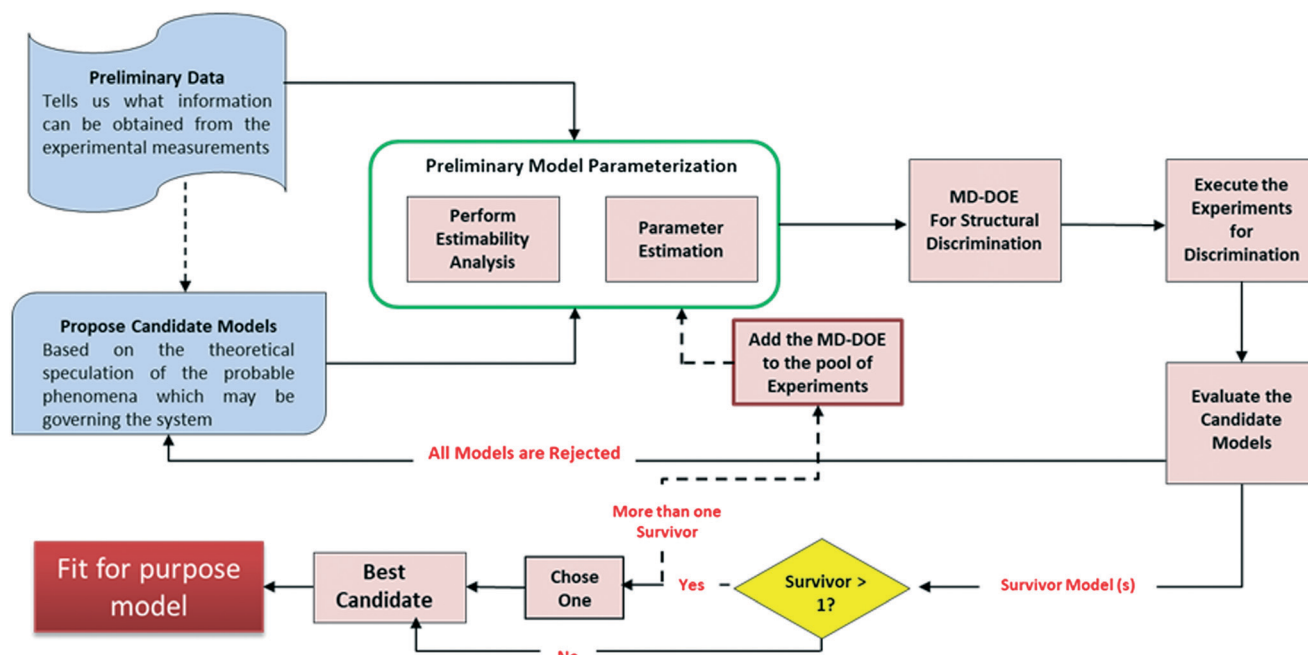 Preliminary Data
Tells us what information
can be obtained from the
experimental measurements
Propose Candidate Models
Based on the theoretical
speculation of the probable
phenomena which may be
governing the system
Preliminary Model Parameterization
Perform
Estimability
Analysis
Parameter
Estimation
MD-DOE
For Structural
Discrimination
Execute the
Experiments
for
Discrimination
Add the MD-DOE
to the pool of
Experiments
Evaluate the
Candidate
Models
All Models are Rejected
More than one
Survivor
Survivor Model (s)
Survivor >
1?
Yes
No
Chose
One
Best
Candidate
Fit for purpose
model